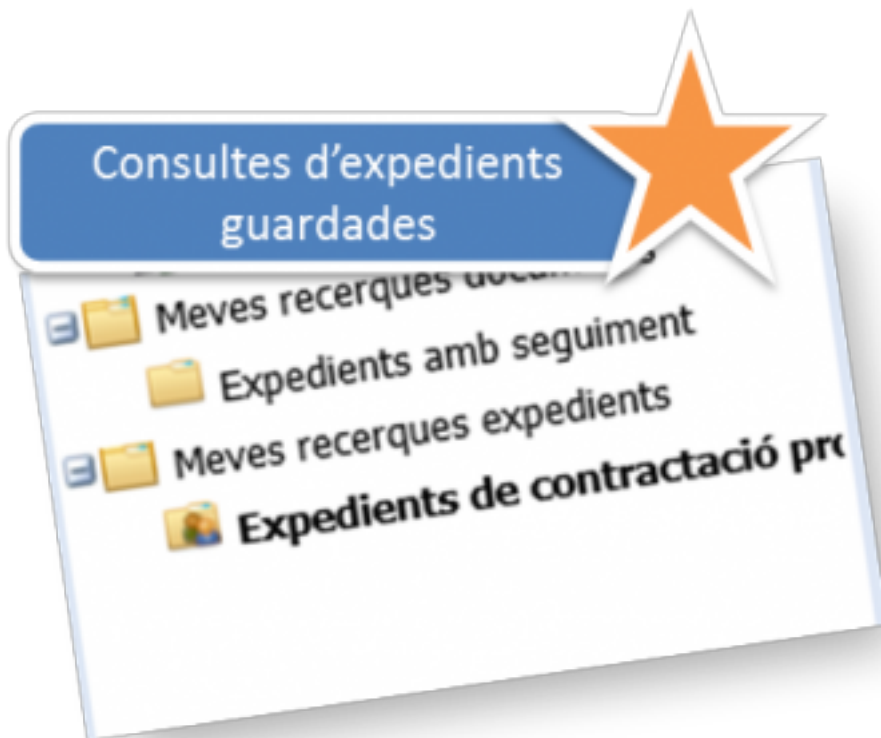 Consultes d'expedients
guardades
Meves recerques
Expedients amb seguiment
Meves recerques expedients
Expedients de contractació